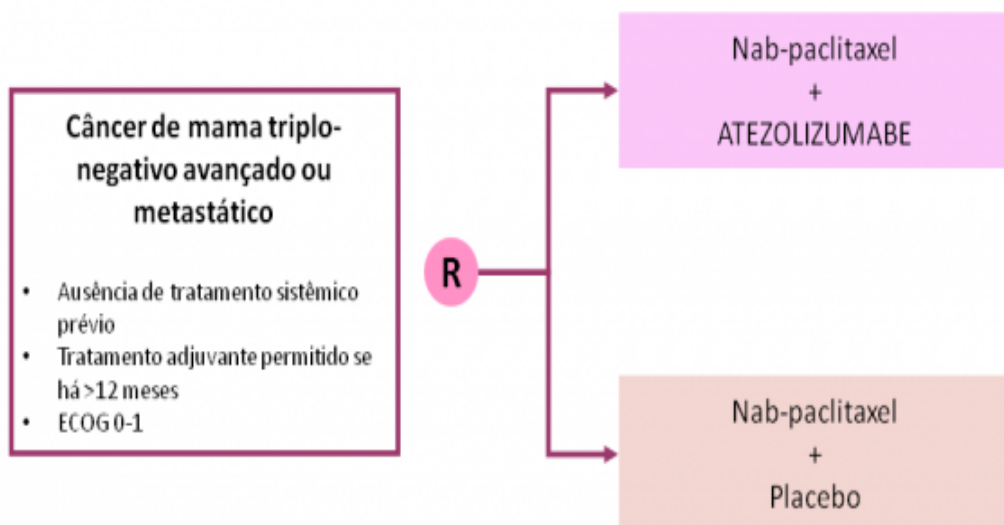 Câncer de mama triplo-
negativo avançado ou
metastático
• Ausência de tratamento sistêmico
prévio
• Tratamento adjuvante permitido se
há >12 meses
• ECOG 0-1
R
Nab-paclitaxel
+
ATEZOLIZUMABE
Nab-paclitaxel
+
Placebo